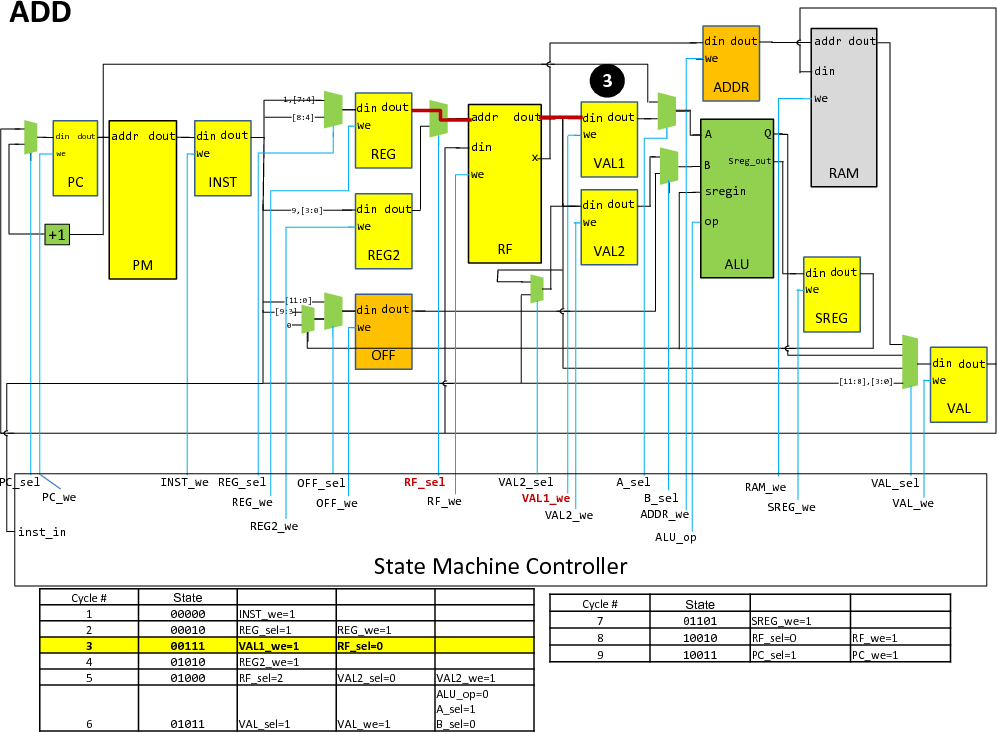 ADD
3
din dout
we
ADDR
addr dout
din
we
RAM
1,[7:4]
[8:4]
din dout
we
REG
addr dout
din
we
x
RF
din dout
we
VAL1
A
Q
B
Sreg_out
sregin
op
ALU
din dout
we
PC
addr dout
PM
din dout
we
INST
+1
9,[3:0]
din dout
we
REG2
din dout
we
VAL2
[11:0]
[9:3]
0
din dout
we
OFF
din dout
we
SREG
[11:8],[3:0]
din dout
we
VAL
PC_sel
PC_we
INST_we
REG_sel
REG_we
REG2_we
OFF_sel
OFF_we
RF_sel
RF_we
VAL2_sel
VAL1_we
VAL2_we
A_sel
B_sel
ADDR_we
ALU_op
RAM_we
SREG_we
VAL_sel
VAL_we
inst_in
State Machine Controller
Cycle # State
1 00000 INST_we=1
2 00010 REG_sel=1 REG_we=1
3 00111 VAL1_we=1 RF_sel=0
4 01010 REG2_we=1
5 01000 RF_sel=2 VAL2_sel=0 VAL2_we=1
ALU_op=0
A_sel=1
6 01011 VAL_sel=1 VAL_we=1 B_sel=0
Cycle # State
7 01101 SREG_we=1
8 10010 RF_sel=0 RF_we=1
9 10011 PC_sel=1 PC_we=1